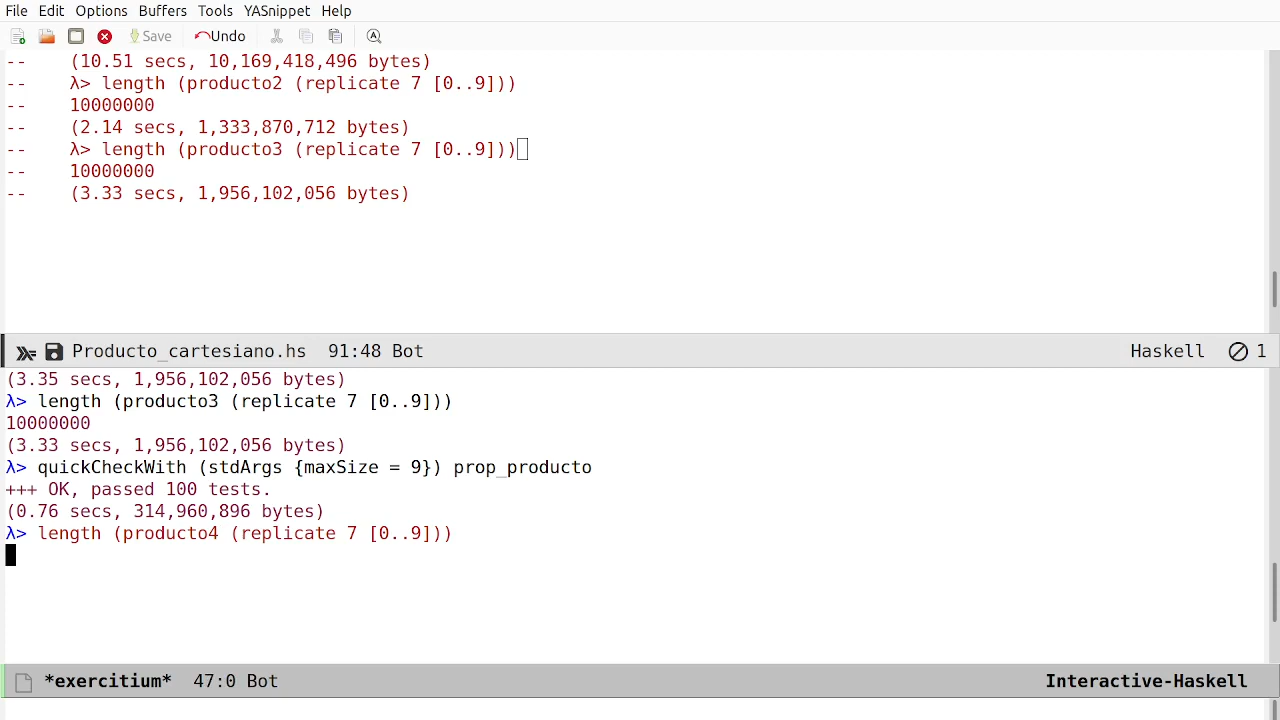 File Edit Options Buffers Tools YASnippet Help
Save Undo
-- (10.51 secs, 10,169,418,496 bytes)
-- λ> length (producto2 (replicate 7 [0..9]))
-- 10000000
-- (2.14 secs, 1,333,870,712 bytes)
-- λ> length (producto3 (replicate 7 [0..9]))
-- 10000000
-- (3.33 secs, 1,956,102,056 bytes)
Producto_cartesiano.hs 91:48 Bot Haskell 1
(3.35 secs, 1,956,102,056 bytes)
λ> length (producto3 (replicate 7 [0..9]))
10000000
(3.33 secs, 1,956,102,056 bytes)
λ> quickCheckWith (stdArgs {maxSize = 9}) prop_producto
+++ OK, passed 100 tests.
(0.76 secs, 314,960,896 bytes)
λ> length (producto4 (replicate 7 [0..9]))
*exercitium* 47:0 Bot Interactive-Haskell